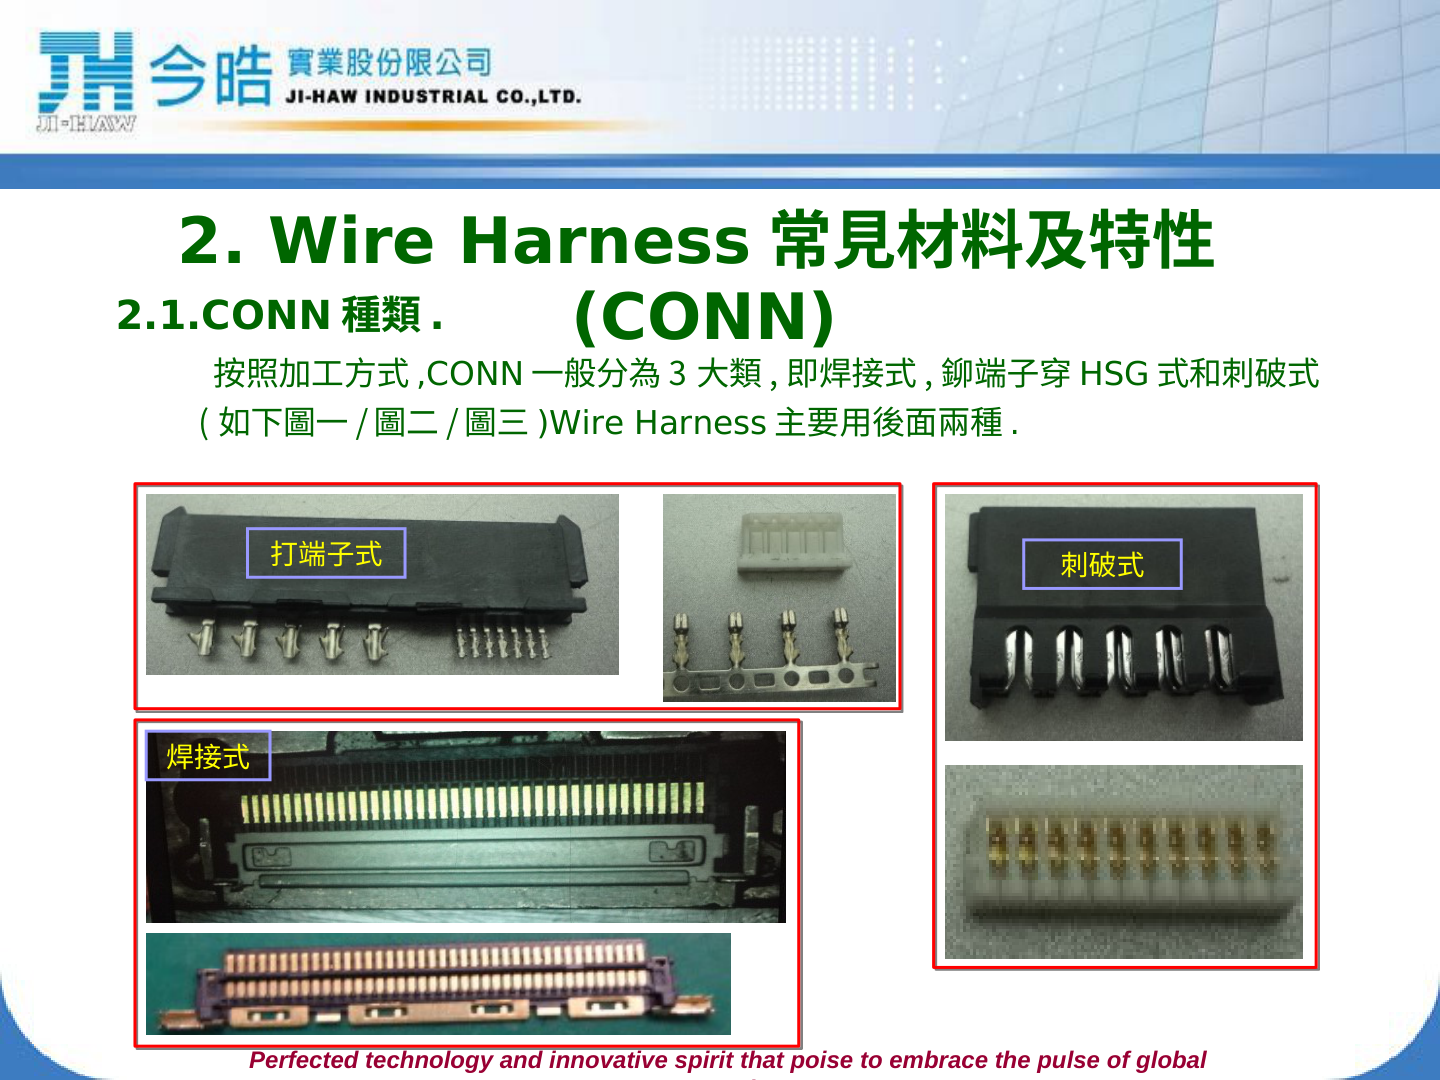 JI-HAW
今皓
實業股份限公司
JI-HAW INDUSTRIAL CO.,LTD.
2. Wire Harness 常見材料及特性
(CONN)
2.1.CONN 種類 .
按照加工方式 ,CONN 一般分為 3 大類 , 即焊接式 , 鉚端子穿 HSG 式和刺破式
( 如下圖一 / 圖二 / 圖三 )Wire Harness 主要用後面兩種 .
打端子式
刺破式
焊接式
Perfected technology and innovative spirit that poise to embrace the pulse of global